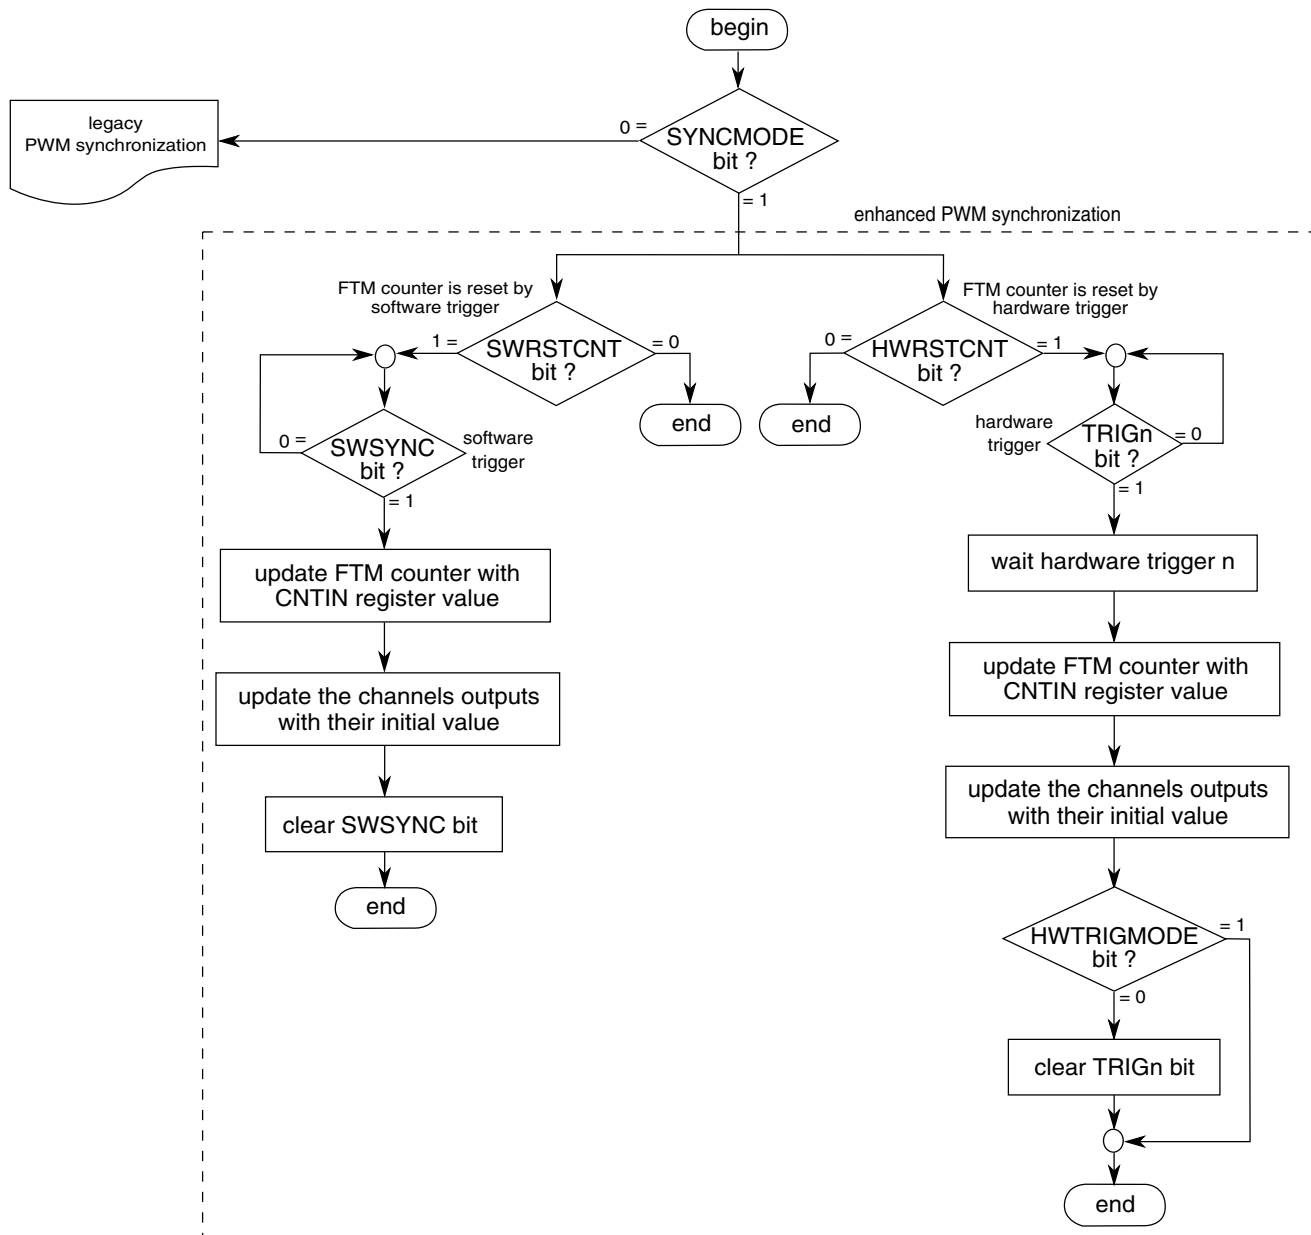 begin
legacy
PWM synchronization
0 =
SYNCMODE
bit ?
= 1
enhanced PWM synchronization
FTM counter is reset by
software trigger
1 =
SWRSTCNT
bit ?
= 0
end
0 =
SWSYNC
bit ?
software
trigger
= 1
update FTM counter with
CNTIN register value
update the channels outputs
with their initial value
clear SWSYNC bit
end
FTM counter is reset by
hardware trigger
0 =
HWRSTCNT
bit ?
= 1
end
hardware
trigger
TRIGn
bit ?
= 0
= 1
wait hardware trigger n
update FTM counter with
CNTIN register value
update the channels outputs
with their initial value
HWTRIGMODE
bit ?
= 1
= 0
clear TRIGn bit
end